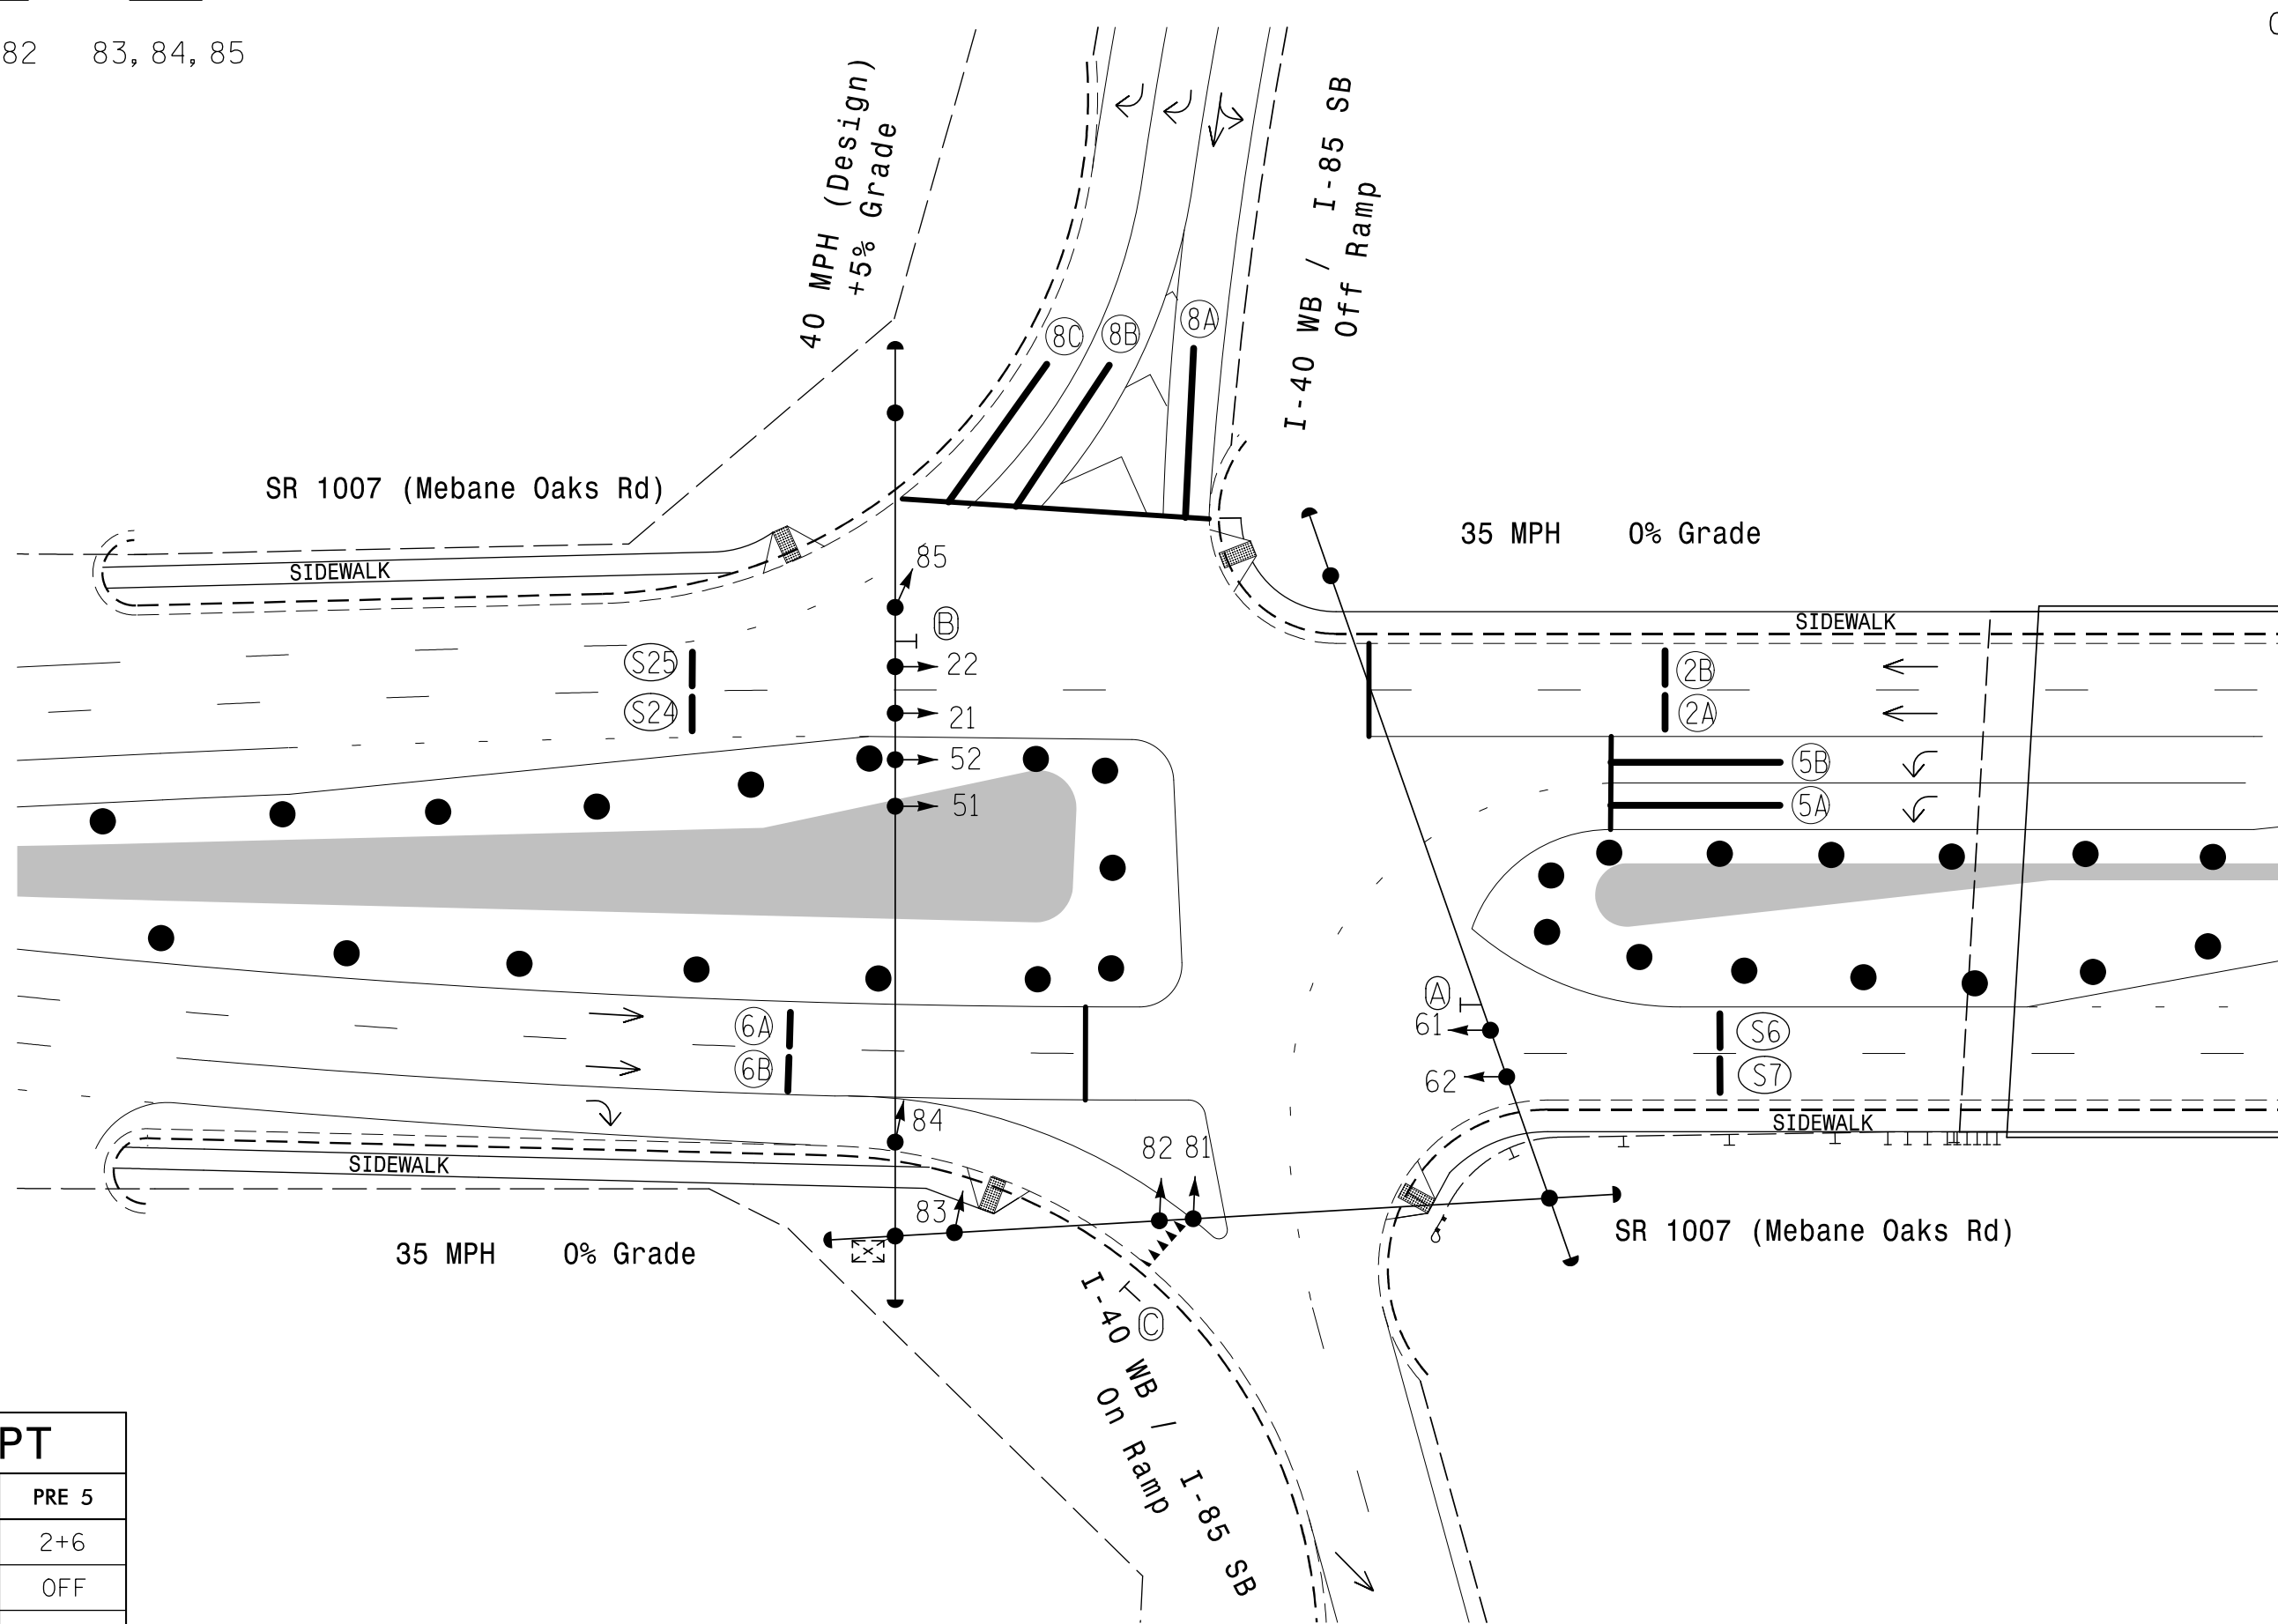 82 83, 84, 85
40 MPH (Design)
+5% Grade
I-40 WB / I-85 SB
Off Ramp
8C
8B
8A
SR 1007 (Mebane Oaks Rd)
35 MPH 0% Grade
SIDEWALK
85
SIDEWALK
B
S25
22
2B
S24
21
2A
52
5B
51
5A
A
6A
61
S6
6B
62
S7
84
SIDEWALK
82 81
SIDEWALK
83
SR 1007 (Mebane Oaks Rd)
35 MPH 0% Grade
C
I-40 WB / I-85 SB
On Ramp
PT
PRE 5
2+6
OFF